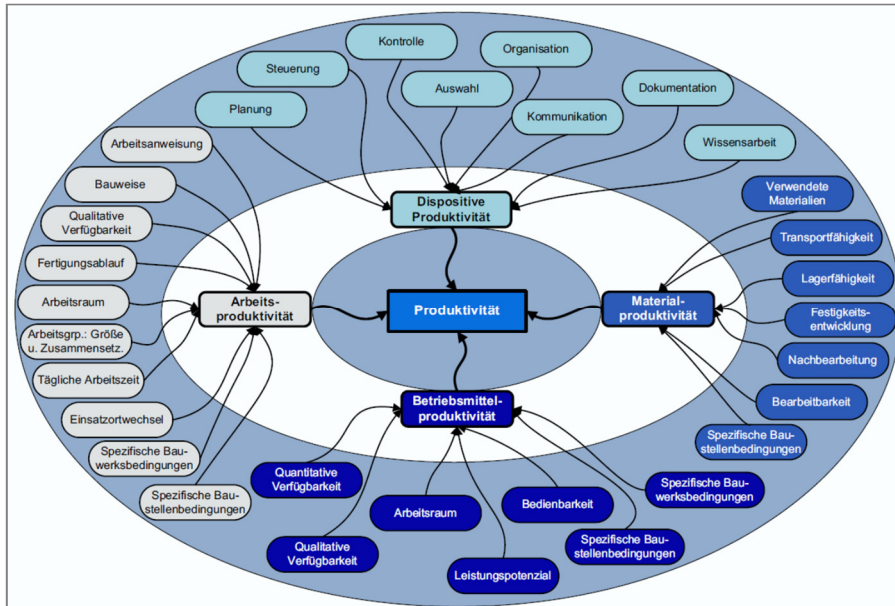 Kontrolle
Organisation
Steuerung
Auswahl
Dokumentation
Planung
Kommunikation
Wissensarbeit
Arbeitsanweisung
Bauweise
Qualitative
Verfügbarkeit
Fertigungsablauf
Arbeitsraum
Arbeitsgrp.: Größe
u. Zusammensetz.
Tägliche Arbeitszeit
Einsatzortwechsel
Spezifische Bau-
werksbedingungen
Spezifische Bau-
stellenbedingungen
Dispositive
Produktivität
Arbeits-
produktivität
Produktivität
Material-
produktivität
Betriebsmittel-
produktivität
Verwendete
Materialien
Transportfähigkeit
Lagerfähigkeit
Festigkeits-
entwicklung
Nachbearbeitung
Bearbeitbarkeit
Spezifische Bau-
stellenbedingungen
Quantitative
Verfügbarkeit
Qualitative
Verfügbarkeit
Arbeitsraum
Leistungspotenzial
Bedienbarkeit
Spezifische Bau-
stellenbedingungen
Spezifische Bau-
werksbedingungen